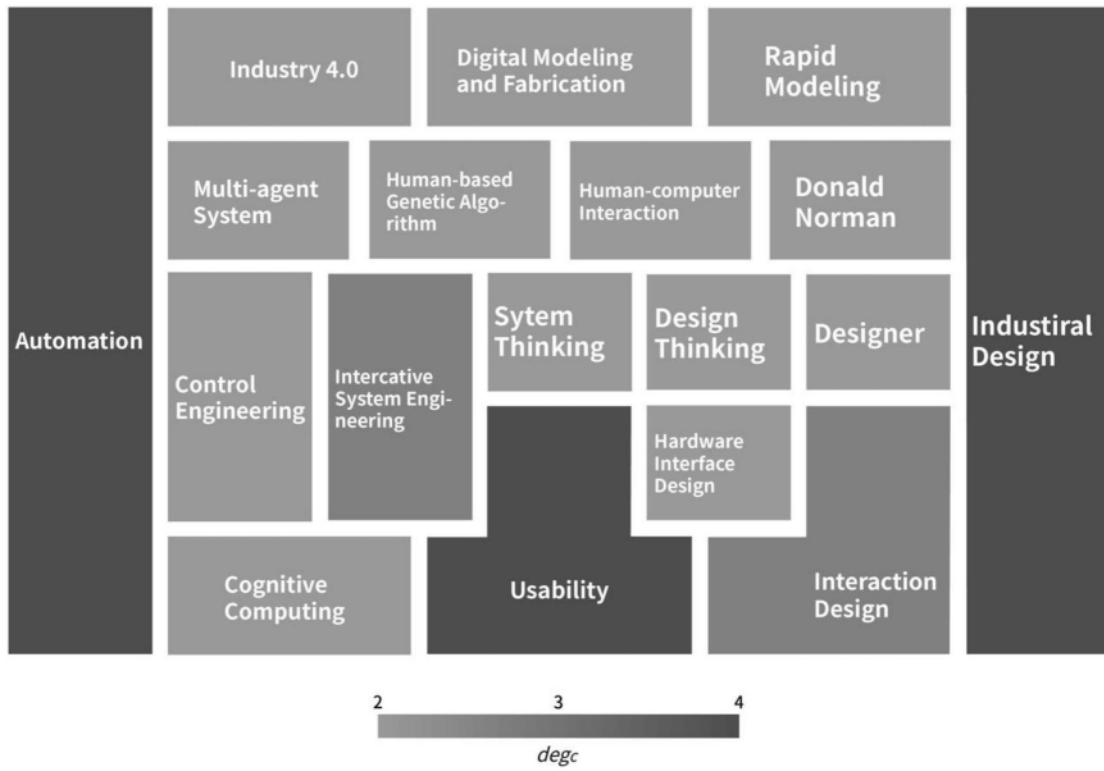 Industry 4.0
Digital Modeling
and Fabrication
Rapid
Modeling
Multi-agent
System
Human-based
Genetic Algo-
rithm
Human-computer
Interaction
Donald
Norman
Automation
Control
Engineering
Intercative
System Engi-
neering
Sytem
Thinking
Design
Thinking
Designer
Industiral
Design
Hardware
Interface
Design
Cognitive
Computing
Usability
Interaction
Design
2
3
4
degc